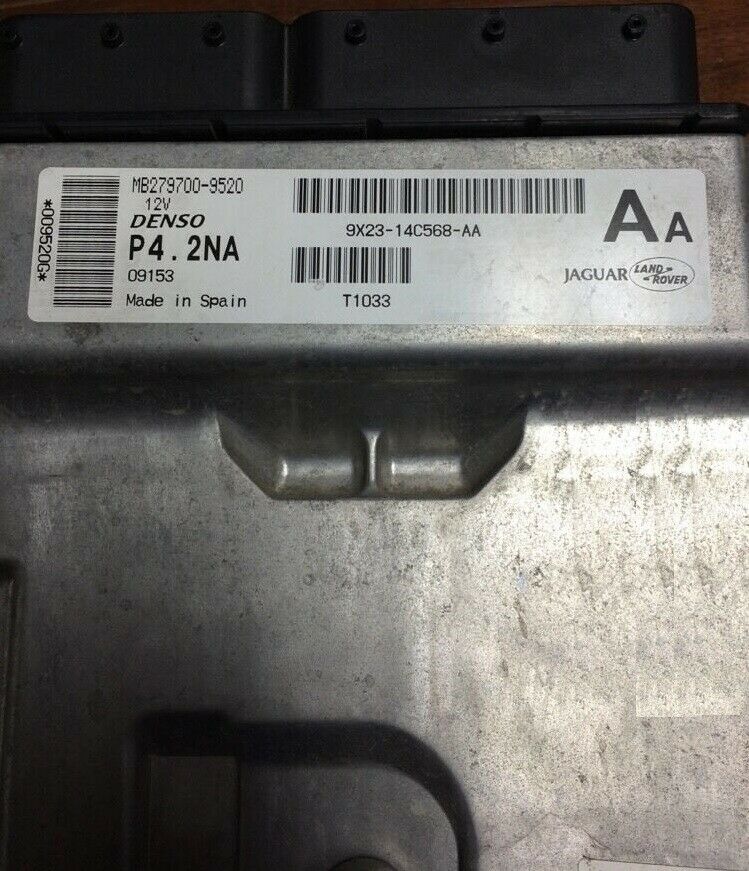 *009520G*
MB279700-9520
12V
DENSO
P4.2NA
09153
Made in Spain
9X23-14C568-AA
T1033
AA
JAGUAR LAND ROVER